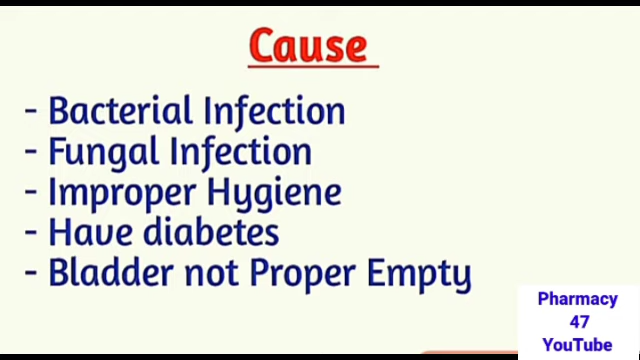 Cause
- Bacterial Infection
- Fungal Infection
- Improper Hygiene
- Have diabetes
- Bladder not Proper Empty
Pharmacy
47
YouTube